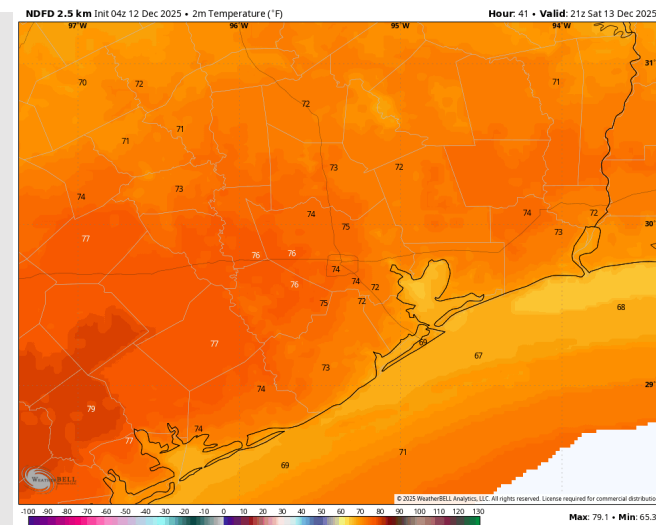 NDFD 2.5 km Init 04z 12 Dec 2025 • 2m Temperature (°F)
Hour: 41 • Valid: 21z Sat 13 Dec 2025
97°W 96°W 95°W 94°W
31°
70 72 71
72
71 71
73 72
74 73
74 75 74 72
73 30°
77
76 76
74
76 74 72
75 72
68
77 69
67
73
74 29°
79
74
77
71
69
WeatherBELL
© 2025 WeatherBELL Analytics, LLC. All rights reserved. License required for commercial distributio
-100 -90 -80 -70 -60 -50 -40 -30 -20 -10 0 10 20 30 40 50 60 70 80 90 100 110 120 130
Max: 79.1 • Min: 65.3